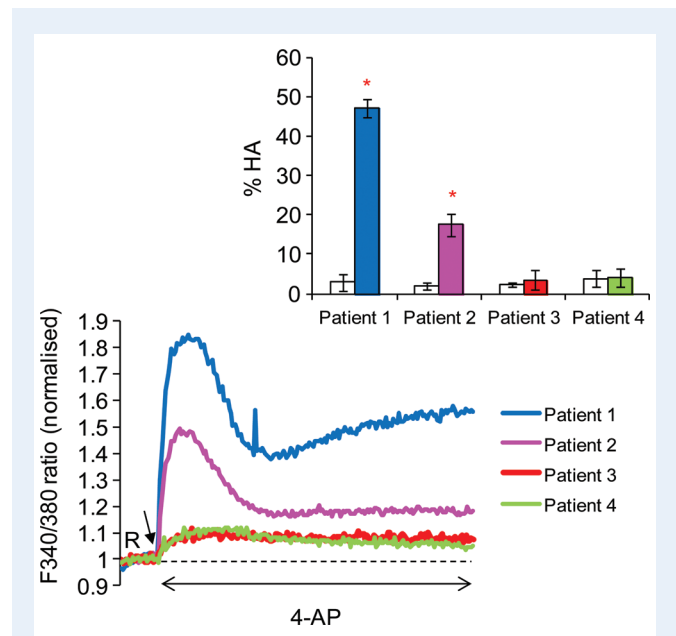 60
50
40
30
20
10
0
% HA
*
*
Patient 1 Patient 2 Patient 3 Patient 4
1.9
1.8
1.7
1.6
1.5
1.4
1.3
1.2
1.1
1
0.9
F340/380 ratio (normalised)
R
4-AP
Patient 1
Patient 2
Patient 3
Patient 4